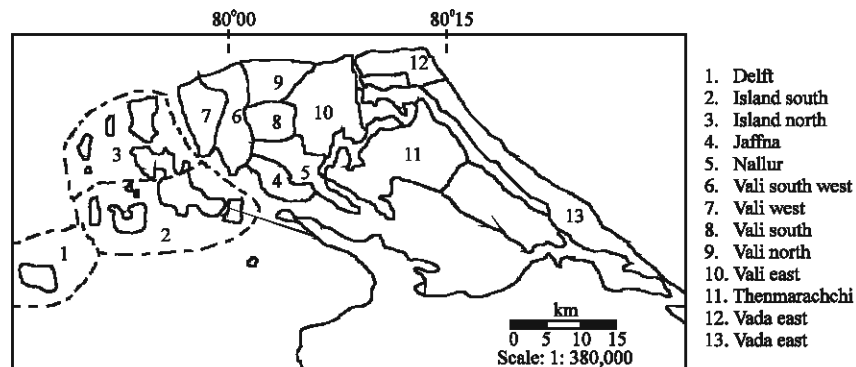 80°00 80°15
1. Delft
2. Island south
3. Island north
4. Jaffna
5. Nallur
6. Vali south west
7. Vali west
8. Vali south
9. Vali north
10. Vali east
11. Thenmarachchi
12. Vada east
13. Vada east
12
9
7
6
10
8
3
11
5
4
13
2
1
km
0 5 10 15
Scale: 1: 380,000